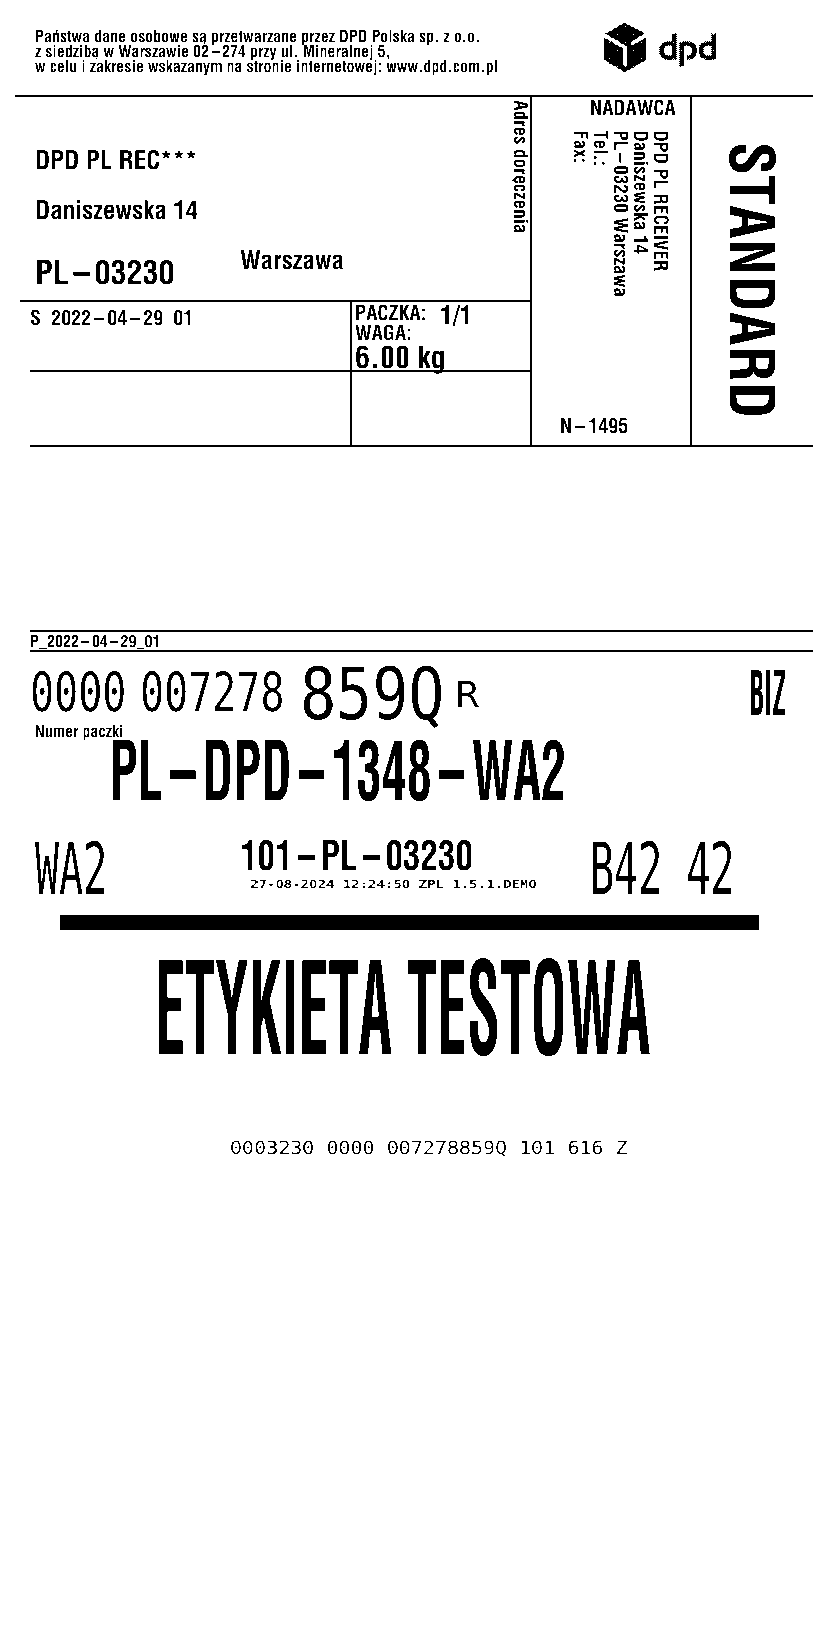 Państwa dane osobowe są przetwarzane przez DPD Polska sp. z o.o.
z siedzibą w Warszawie 02-274 przy ul. Mineralnej 5,
w celu i zakresie wskazanym na stronie internetowej: www.dpd.com.pl
dpd
DPD PL REC***
Daniszewska 14
PL-03230 Warszawa
Adres doręczenia
NADAWCA
DPD PL RECEIVER
Daniszewska 14
PL-03230 Warszawa
Tel.:
Fax:
N-1495
STANDARD
S 2022-04-29 01
PACZKA: 1/1
WAGA:
6.00 kg
P_2022-04-29_01
0000 007278 859Q R BIZ
Numer paczki
PL-DPD-1348-WA2
WA2 101-PL-03230 B42 42
27-08-2024 12:24:50 ZPL 1.5.1.DEMO
ETYKIETA TESTOWA
0003230 0000 007278859Q 101 616 Z